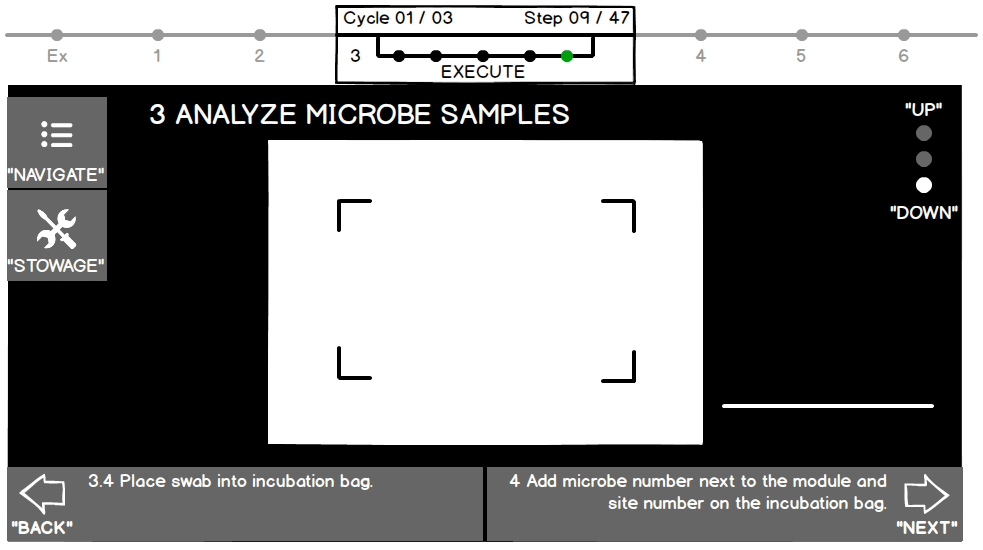 Cycle 01 / 03 Step 09 / 47
Ex 1 2 3 4 5 6
EXECUTE
3 ANALYZE MICROBE SAMPLES
"UP"
"NAVIGATE"
"DOWN"
"STOWAGE"
3.4 Place swab into incubation bag.
"BACK"
4 Add microbe number next to the module and
site number on the incubation bag.
"NEXT"